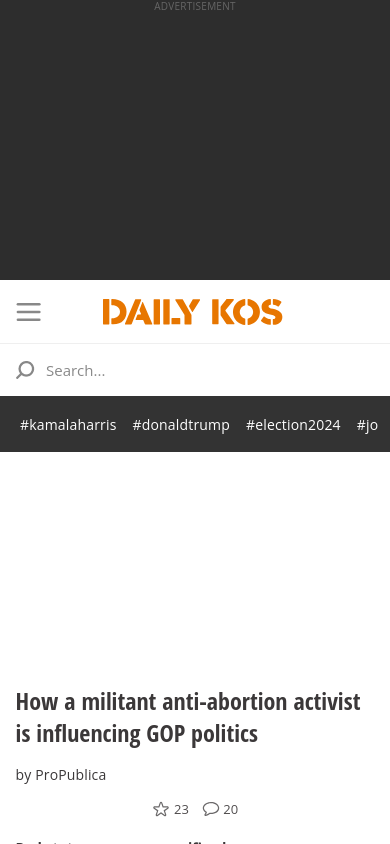 ADVERTISEMENT
DAILY KOS
Search...
#kamalaharris #donaldtrump #election2024 #jo
How a militant anti-abortion activist
is influencing GOP politics
by ProPublica
23 20